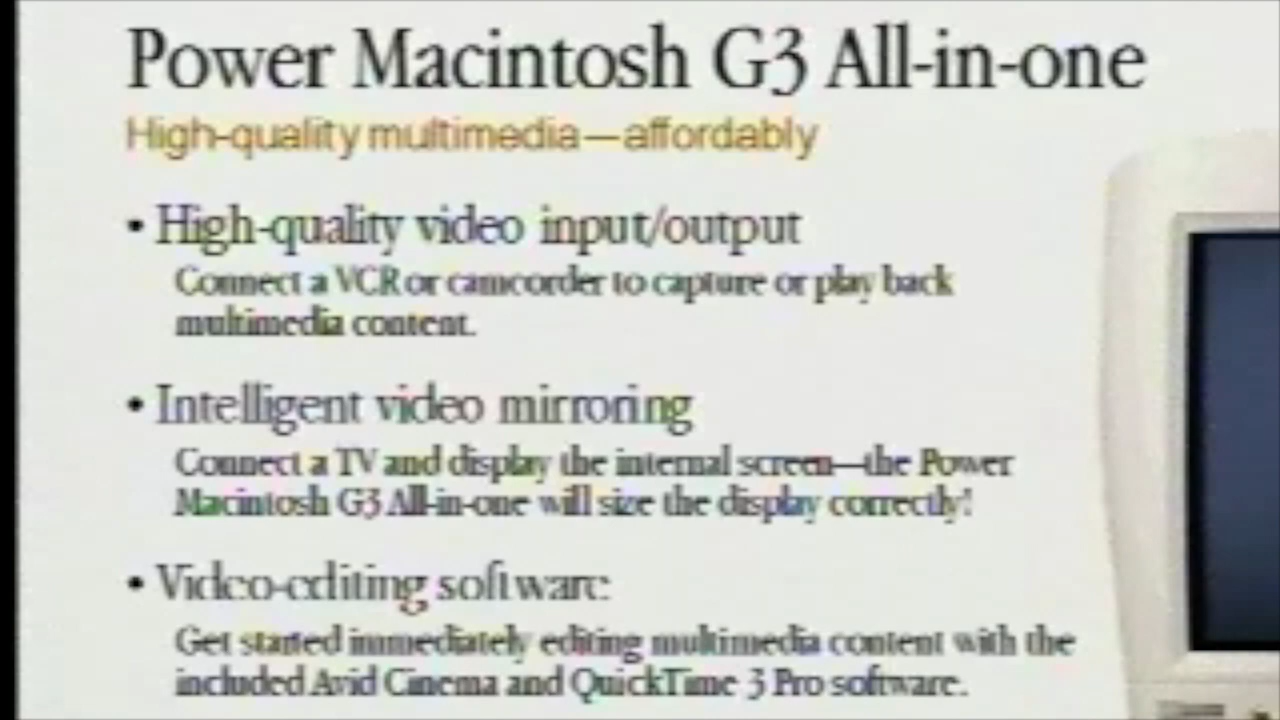 Power Macintosh G3 All-in-one
High-quality multimedia—affordably
• High-quality video input/output
Connect a VCR or camcorder to capture or play back
multimedia content.
• Intelligent video mirroring
Connect a TV and display the internal screen—the Power
Macintosh G3 All-in-one will size the display correctly!
• Video-editing software
Get started immediately editing multimedia content with the
included Avid Cinema and QuickTime 3 Pro software.